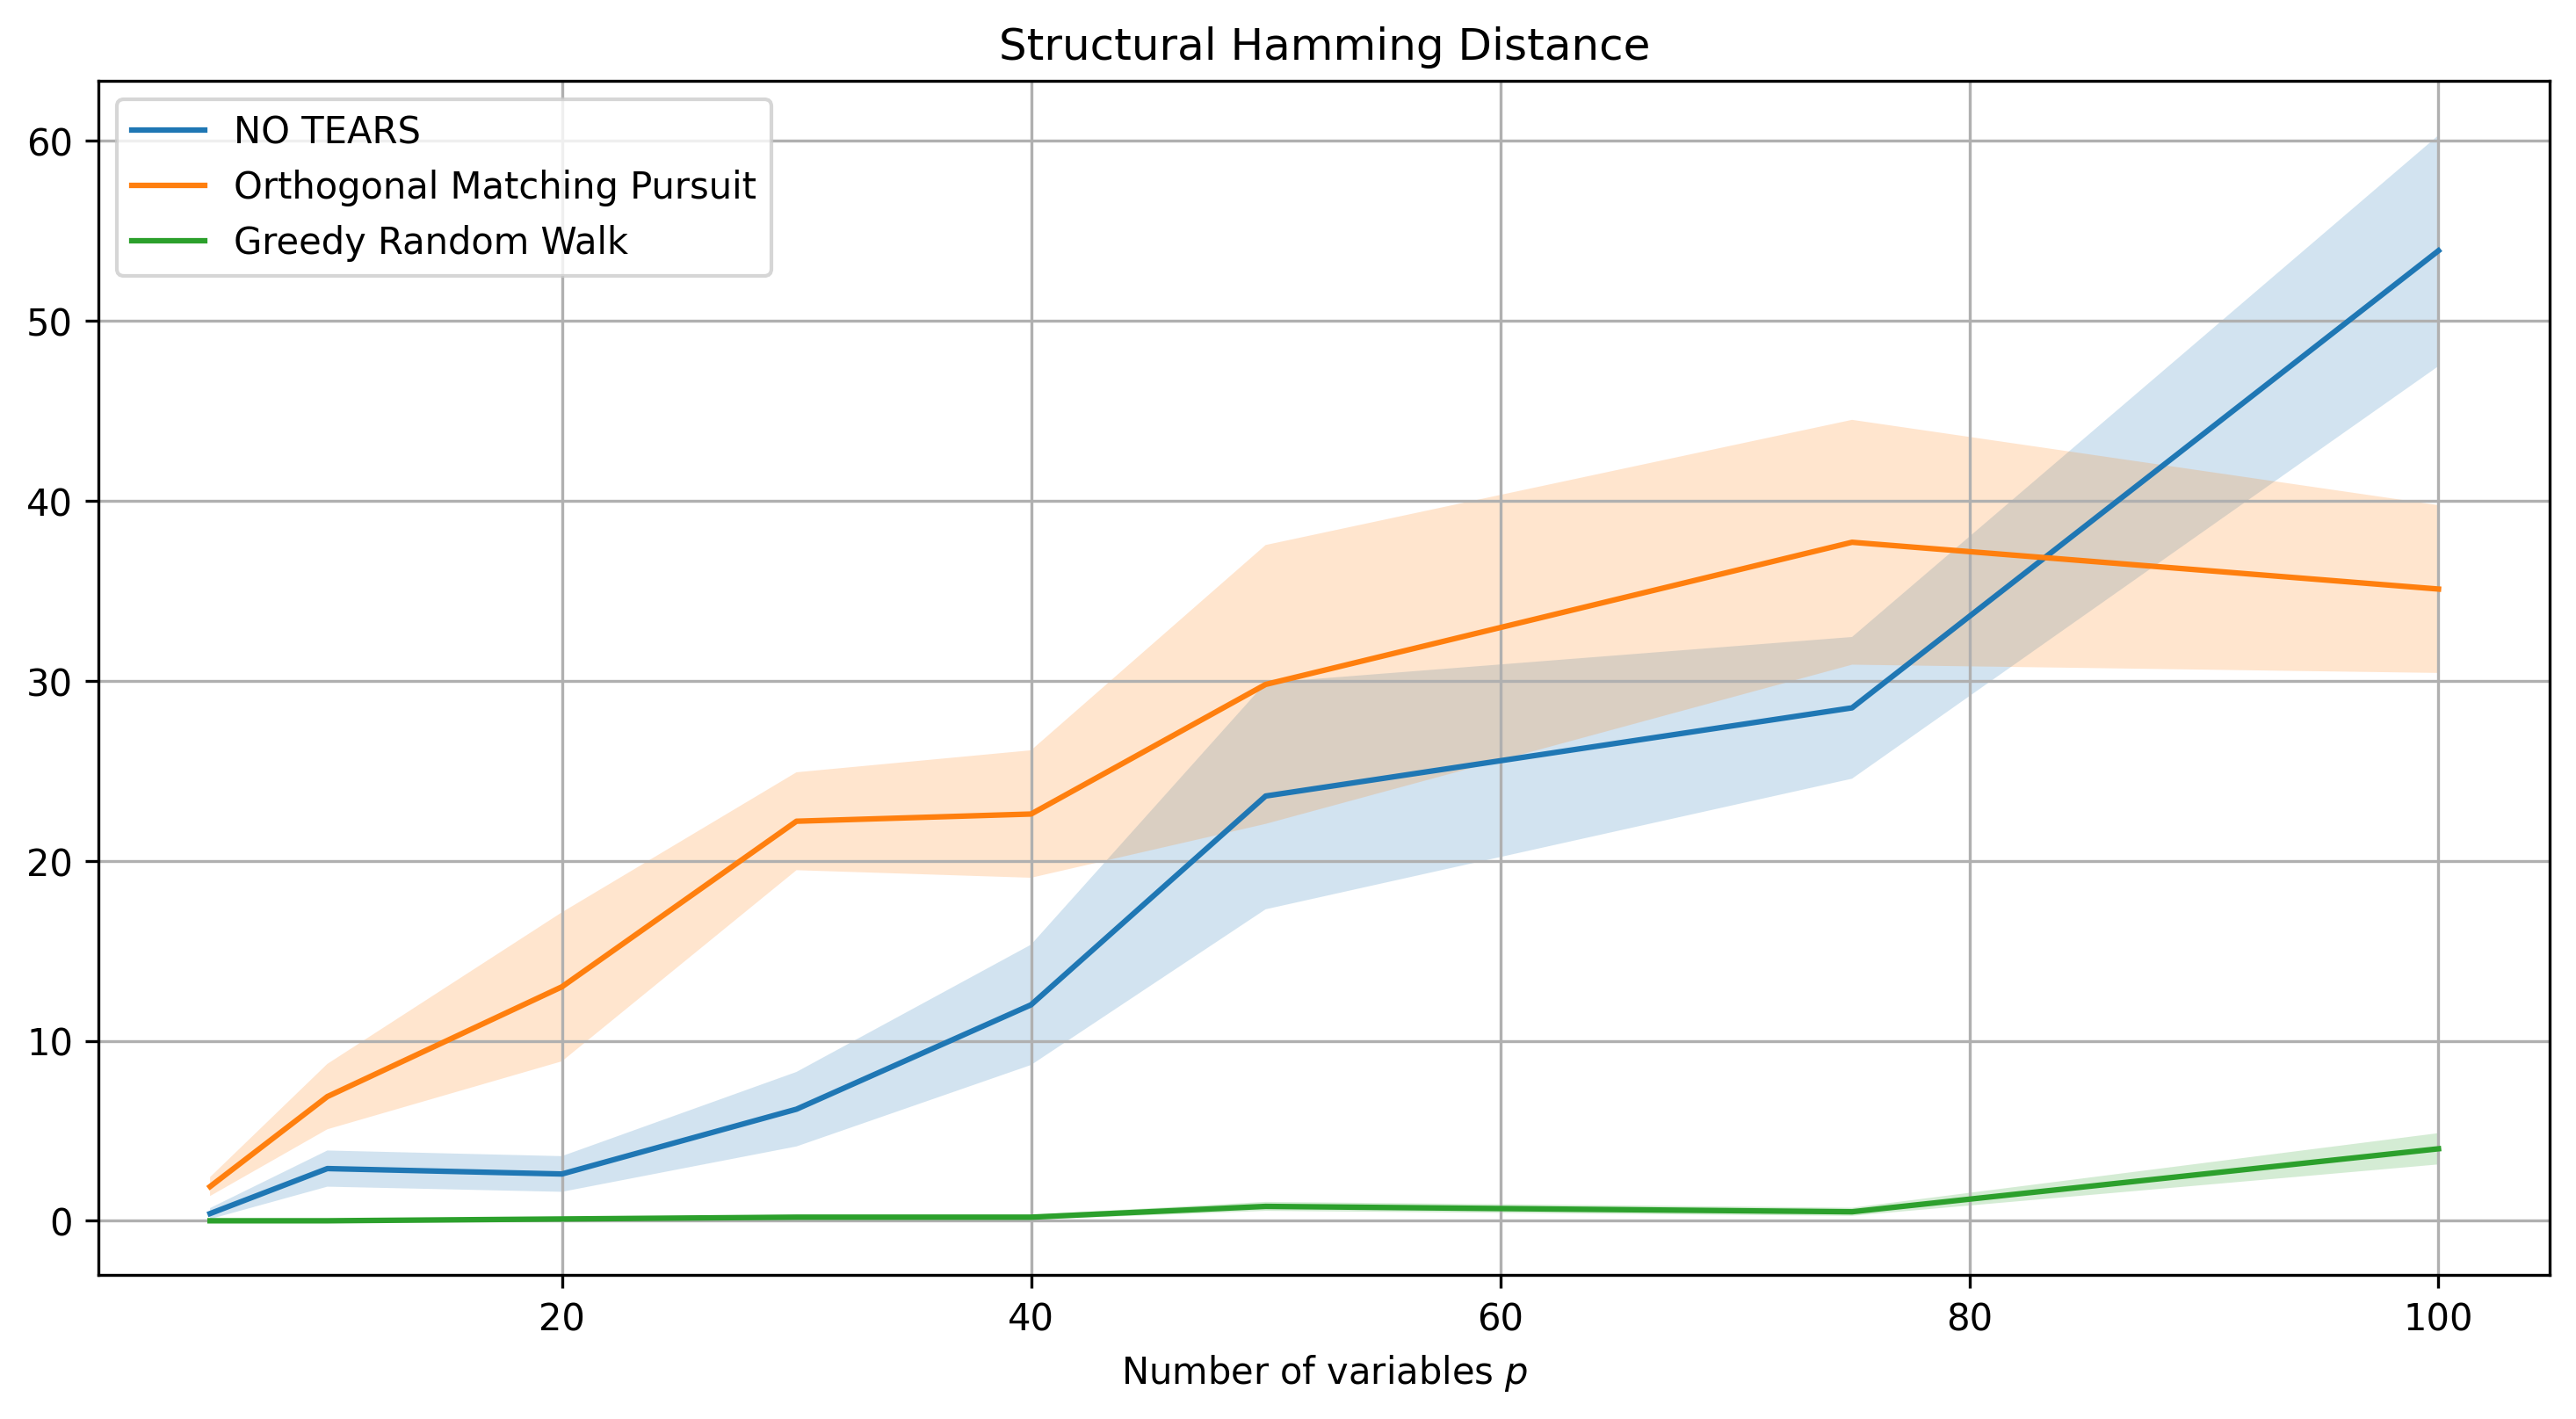 Structural Hamming Distance
NO TEARS
Orthogonal Matching Pursuit
Greedy Random Walk
60
50
40
30
20
10
0
20 40 60 80 100
Number of variables p